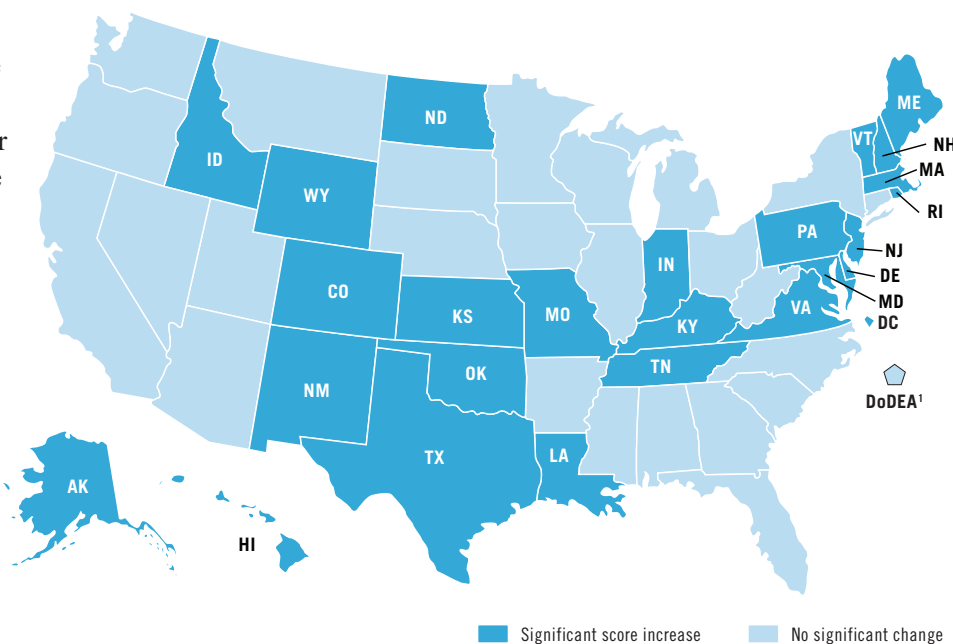 r
ND
ID
WY
ME
VT
NH
MA
RI
PA
NJ
IN
DE
CO
MD
KS
MO
VA
KY
DC
TN
OK
NM
DoDEA¹
TX
LA
AK
HI
Significant score increase
No significant change